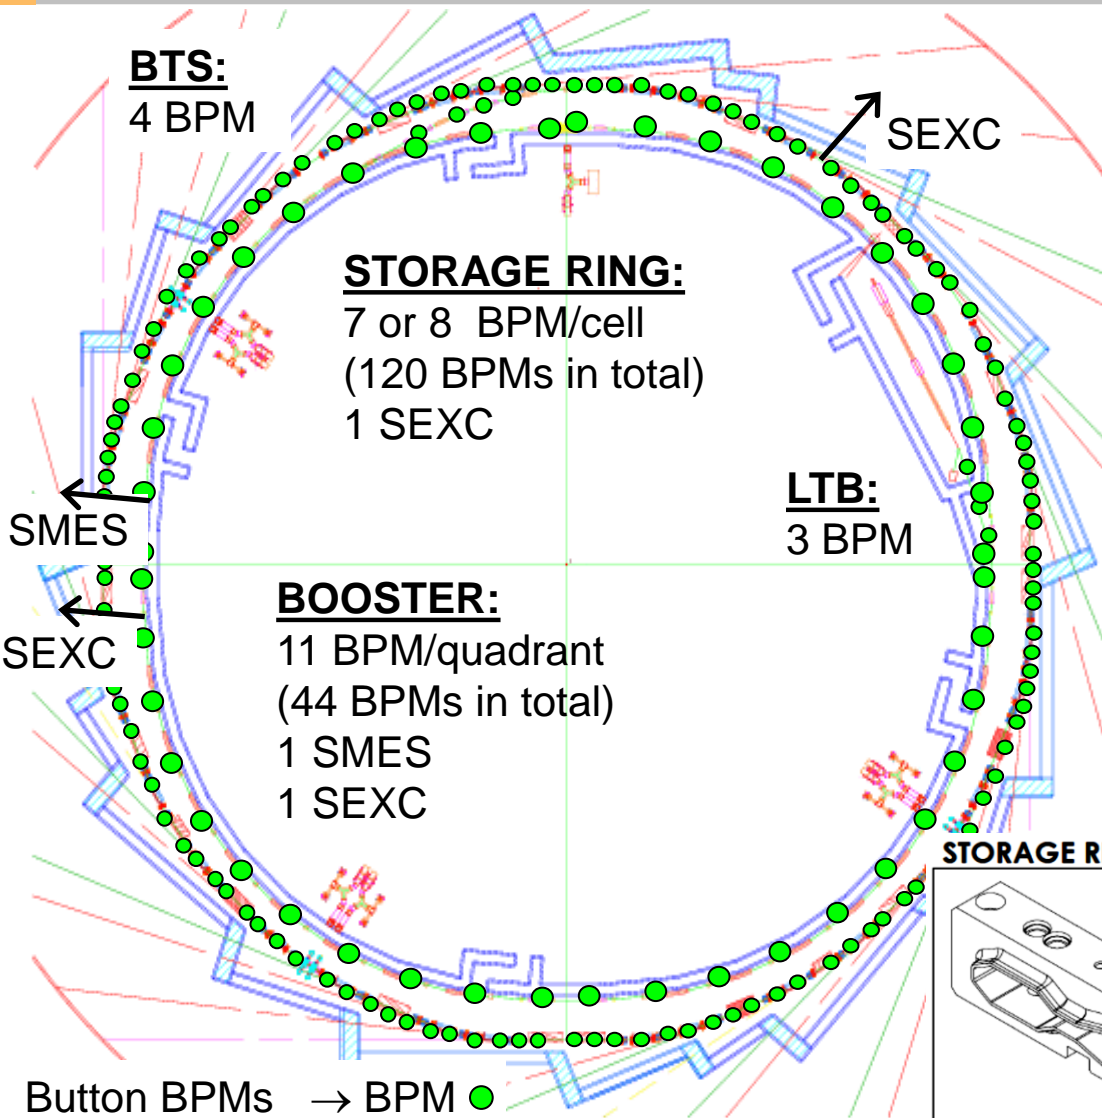 BTS:
4 BPM
SEXC
STORAGE RING:
7 or 8 BPM/cell
(120 BPMs in total)
1 SEXC
LTB:
3 BPM
SMES
BOOSTER:
11 BPM/quadrant
(44 BPMs in total)
1 SMES
1 SEXC
SEXC
STORAGE R
Button BPMs → BPM